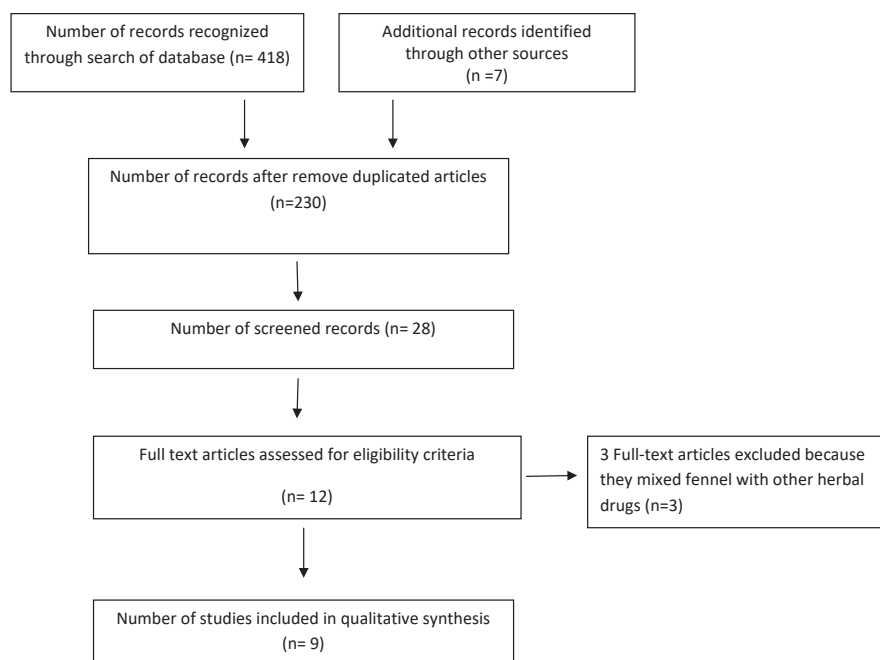 Number of records recognized
through search of database (n= 418)
Additional records identified
through other sources
(n =7)
Number of records after remove duplicated articles
(n=230)
Number of screened records (n= 28)
Full text articles assessed for eligibility criteria
(n= 12)
3 Full-text articles excluded because
they mixed fennel with other herbal
drugs (n=3)
Number of studies included in qualitative synthesis
(n= 9)